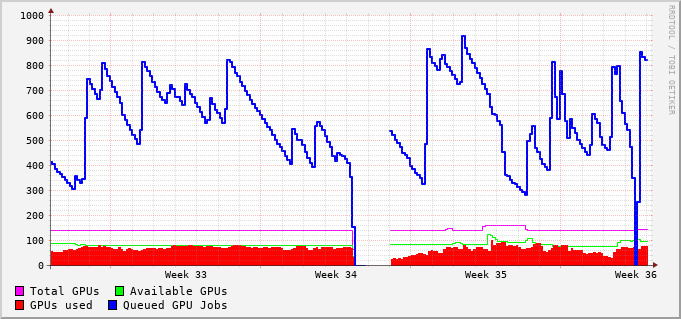 1000
900
800
700
600
500
400
300
200
100
0
Week 33 Week 34 Week 35 Week 36
Total GPUs Available GPUs
GPUs used Queued GPU Jobs
RRDTOOL / TOBI OETIKER